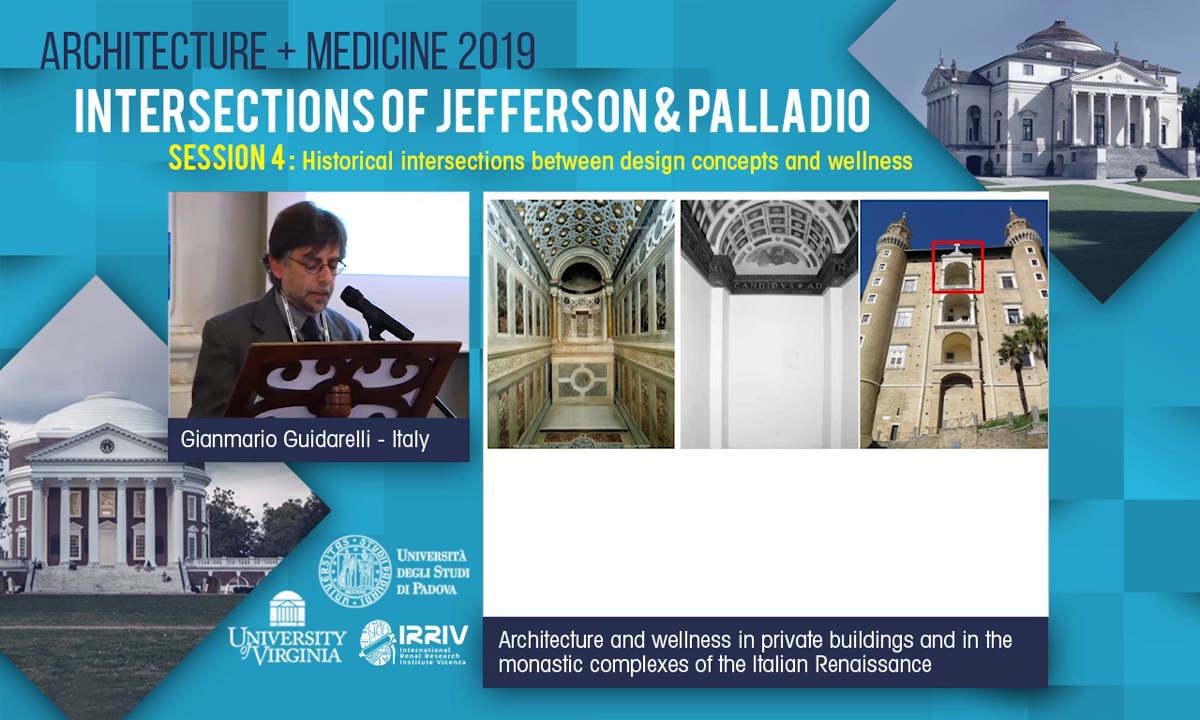 ARCHITECTURE + MEDICINE 2019
INTERSECTIONS OF JEFFERSON & PALLADIO
SESSION 4: Historical intersections between design concepts and wellness
CANDIDVS • AD
Gianmario Guidarelli - Italy
UNIVERSITÀ
DEGLI STUDI
DI PADOVA
UNIVERSITY
of VIRGINIA
IRRIV
International
Renal Research
Institute Vicenza
Architecture and wellness in private buildings and in the
monastic complexes of the Italian Renaissance